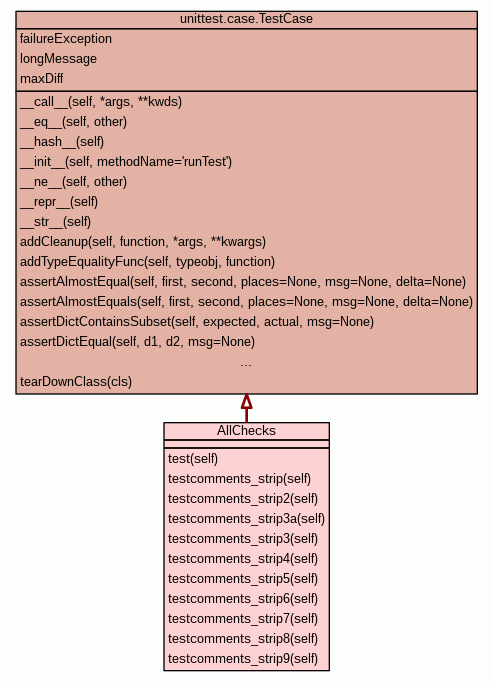 unittest.case.TestCase
failureException
longMessage
maxDiff
__call__(self, *args, **kwds)
__eq__(self, other)
__hash__(self)
__init__(self, methodName='runTest')
__ne__(self, other)
__repr__(self)
__str__(self)
addCleanup(self, function, *args, **kwargs)
addTypeEqualityFunc(self, typeobj, function)
assertAlmostEqual(self, first, second, places=None, msg=None, delta=None)
assertAlmostEquals(self, first, second, places=None, msg=None, delta=None)
assertDictContainsSubset(self, expected, actual, msg=None)
assertDictEqual(self, d1, d2, msg=None)
...
tearDownClass(cls)
AllChecks
test(self)
testcomments_strip(self)
testcomments_strip2(self)
testcomments_strip3a(self)
testcomments_strip3(self)
testcomments_strip4(self)
testcomments_strip5(self)
testcomments_strip6(self)
testcomments_strip7(self)
testcomments_strip8(self)
testcomments_strip9(self)